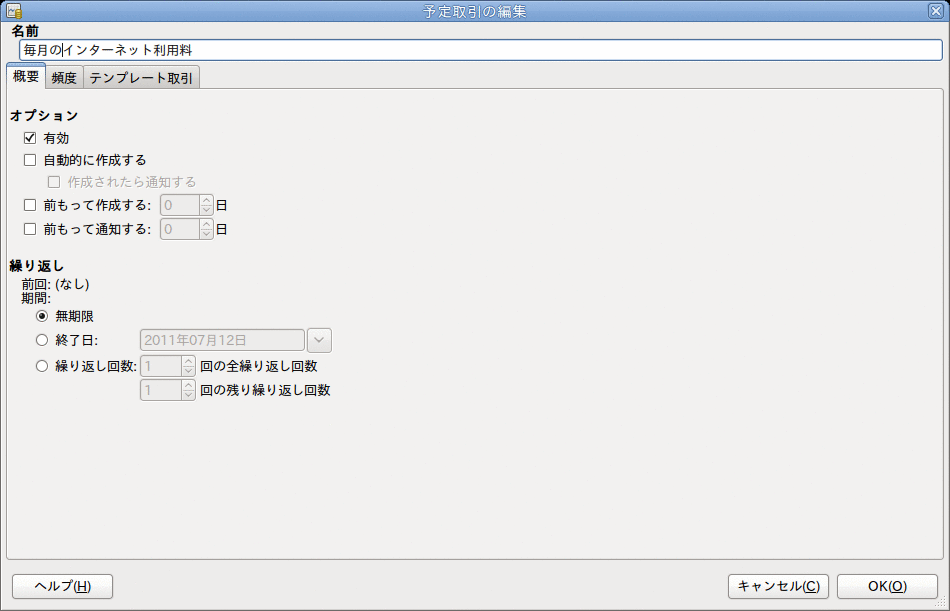 予定取引の編集
名前
毎月のインターネット利用料
概要 頻度 テンプレート取引
オプション
有効
自動的に作成する
作成されたら通知する
前もって作成する: 0 日
前もって通知する: 0 日
繰り返し
前回: (なし)
期間:
無期限
終了日: 2011年07月12日
繰り返し回数: 1 回の全繰り返し回数
1 回の残り繰り返し回数
ヘルプ(H) キャンセル(C) OK(O)